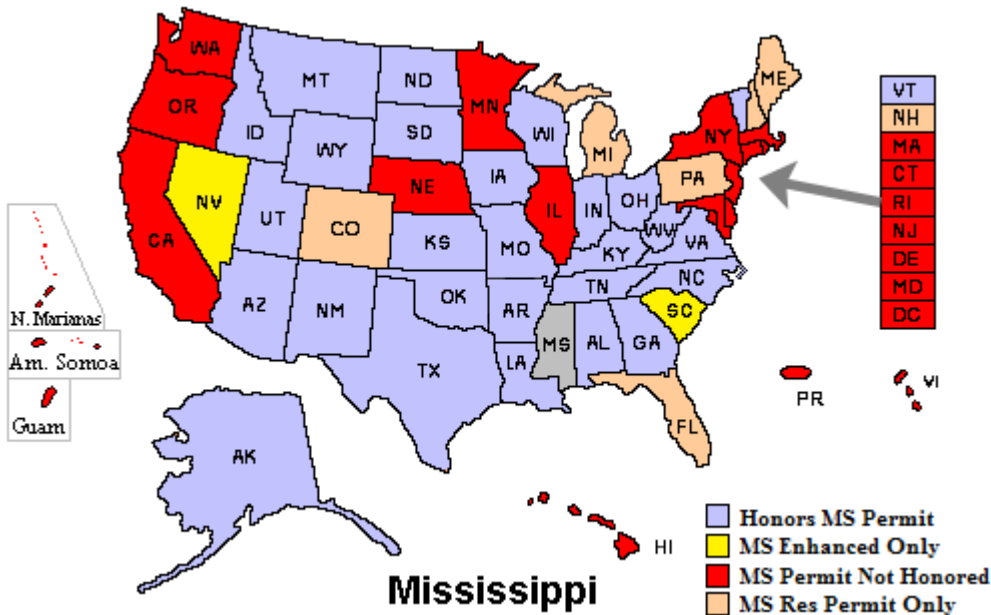 WA
MT
ND
MN
ME
VT
NH
OR
ID
SD
WI
NY
MA
WY
MI
CT
NV
NE
IA
PA
RI
CA
UT
CO
IL
IN
OH
NJ
KS
MO
WV
VA
DE
KY
MD
AZ
NM
OK
AR
TN
NC
DC
SC
MS
AL
GA
TX
LA
FL
N. Marianas
Am. Somoa
Guam
PR
VI
AK
HI
Honors MS Permit
MS Enhanced Only
MS Permit Not Honored
MS Res Permit Only
Mississippi